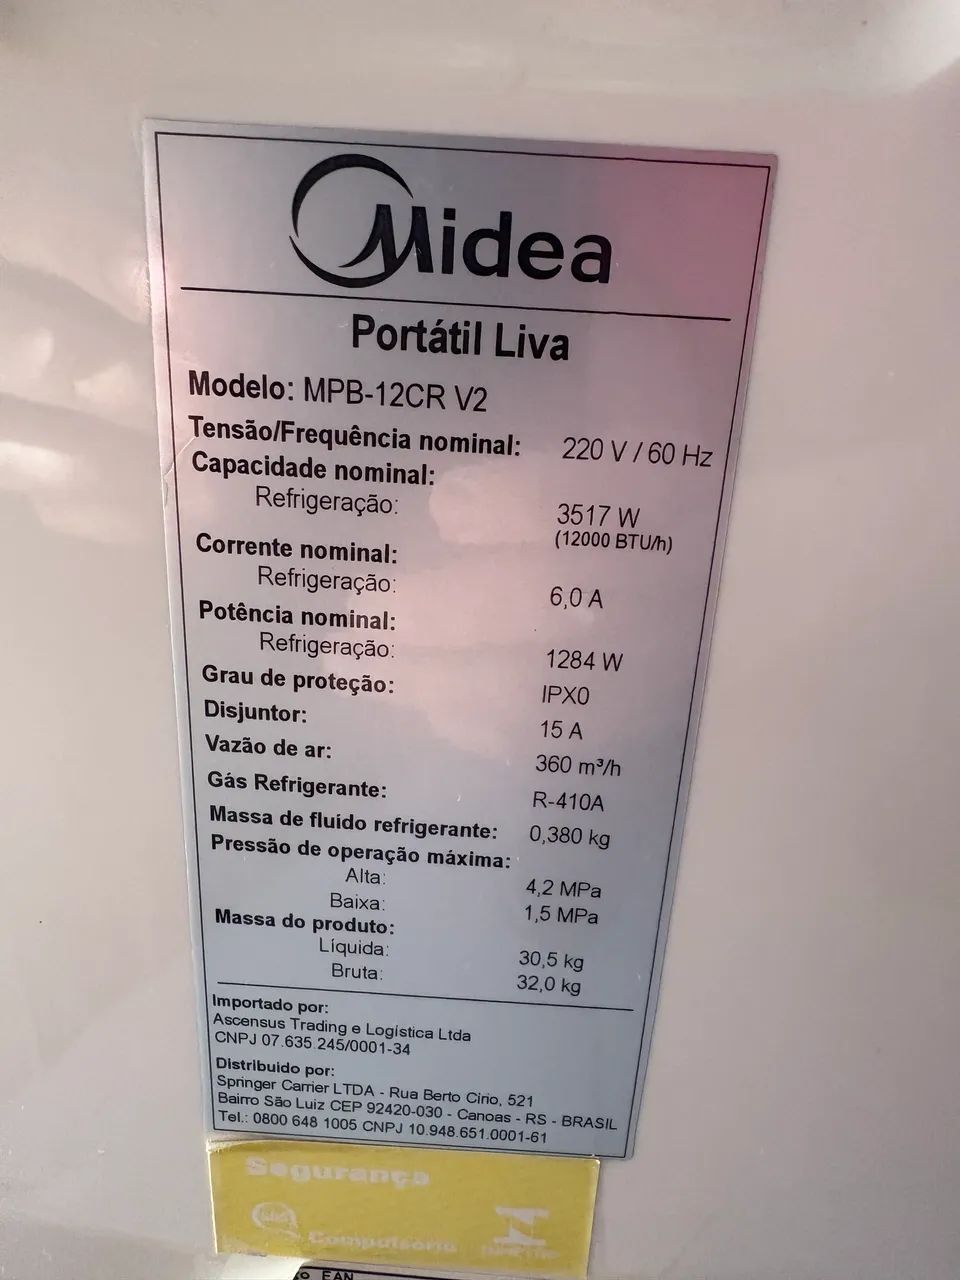 Midea
Portátil Liva
Modelo: MPB-12CR V2
Tensão/Frequência nominal: 220 V / 60 Hz
Capacidade nominal:
Refrigeração: 3517 W
(12000 BTU/h)
Corrente nominal:
Refrigeração: 6,0 A
Potência nominal:
Refrigeração: 1284 W
Grau de proteção: IPX0
Disjuntor: 15 A
Vazão de ar: 360 m³/h
Gás Refrigerante: R-410A
Massa de fluído refrigerante: 0,380 kg
Pressão de operação máxima:
Alta: 4,2 MPa
Baixa: 1,5 MPa
Massa do produto:
Líquida: 30,5 kg
Bruta: 32,0 kg
Importado por:
Ascensus Trading e Logística Ltda
CNPJ 07.635.245/0001-34
Distribuido por:
Springer Carrier LTDA - Rua Berto Círio, 521
Bairro São Luiz CEP 92420-030 - Canoas - RS - BRASIL
Tel.: 0800 648 1005 CNPJ 10.948.651.0001-61
Segurança
Compulsório
EAN